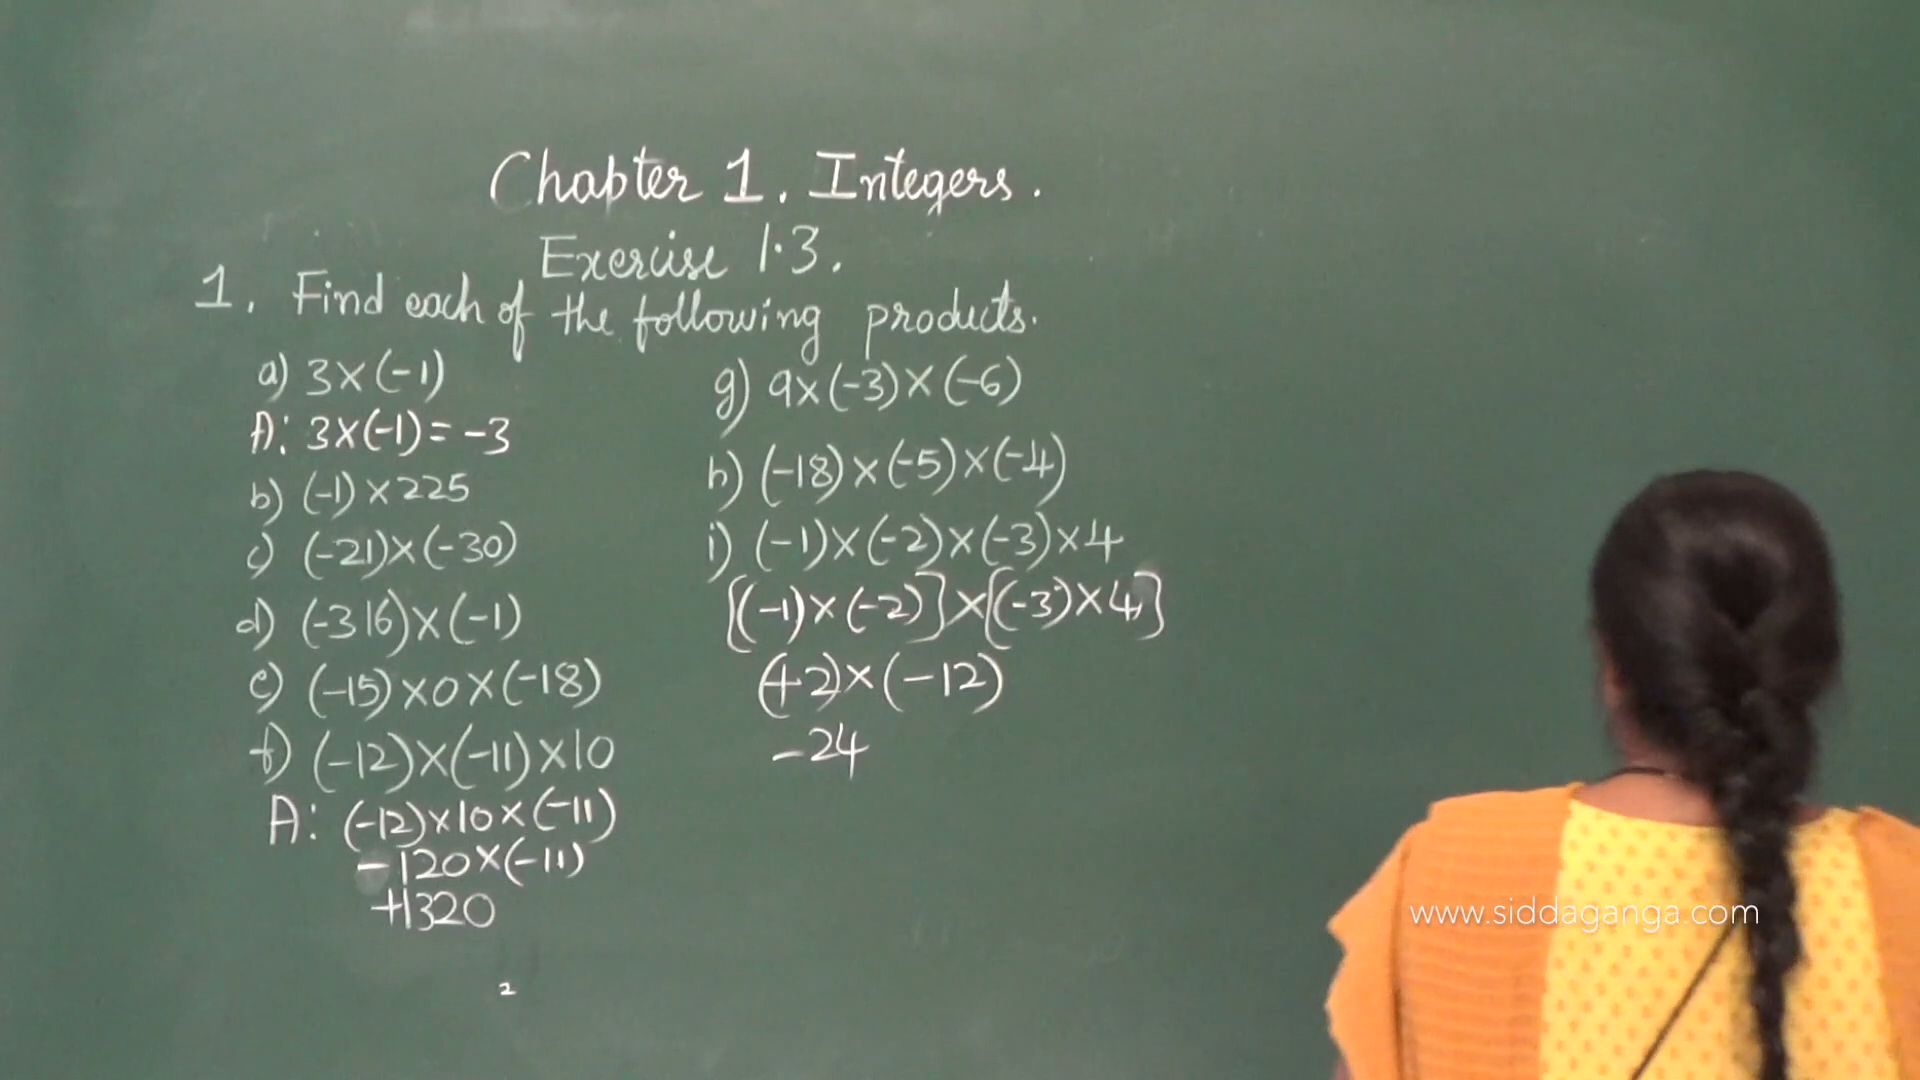 Chapter 1. Integers.
Exercise 1.3.
1. Find each of the following products.
a) 3×(-1)
A: 3×(-1)= -3
b) (-1)×225
c) (-21)×(-30)
d) (-316)×(-1)
e) (-15)×0×(-18)
f) (-12)×(-11)×10
A: (-12)×10×(-11)
-120×(-11)
+1320
2
g) 9×(-3)×(-6)
h) (-18)×(-5)×(-4)
i) (-1)×(-2)×(-3)×4
[(-1)×(-2)]×[(-3)×4]
(+2)×(-12)
-24
www.siddaganga.com